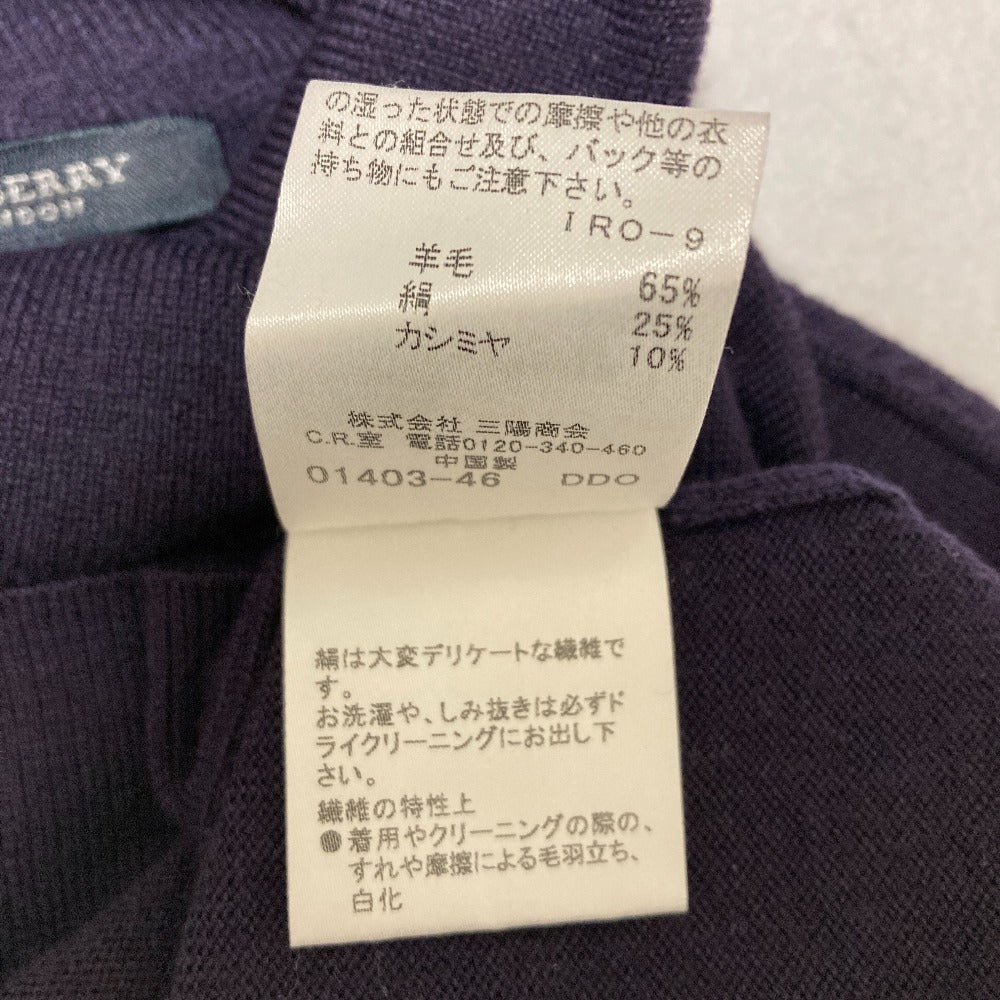 BERRY
NDON
の湿った状態での摩擦や他の衣
料との組合せ及び、バック等の
持ち物にもご注意下さい。
IRO-9
羊毛 65%
絹 25%
カシミヤ 10%
株式会社 三陽商会
C.R.室 電話0120-340-460
中国製
01403-46 DDO
絹は大変デリケートな繊維で
す。
お洗濯や、しみ抜きは必ずド
ライクリーニングにお出し下
さい。
繊維の特性上
●着用やクリーニングの際の、
すれや摩擦による毛羽立ち、
白化